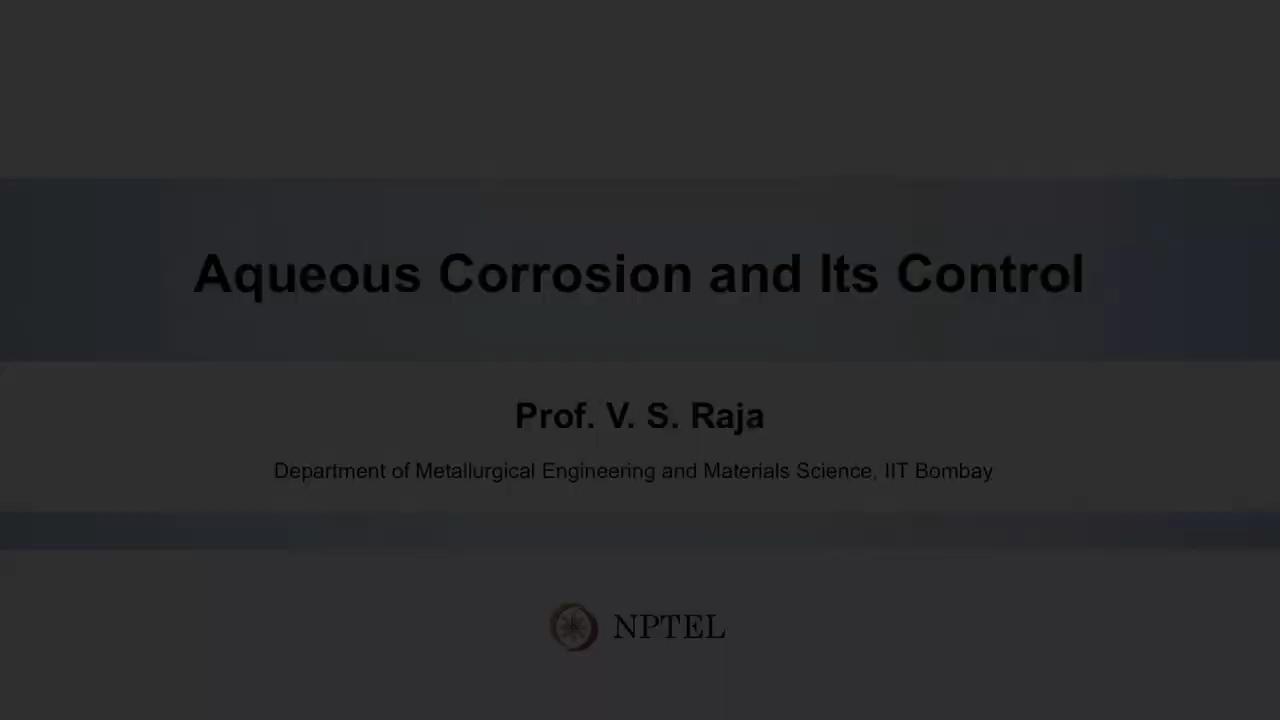 Aqueous Corrosion and Its Control
Prof. V. S. Raja
Department of Metallurgical Engineering and Materials Science, IIT Bombay
NPTEL